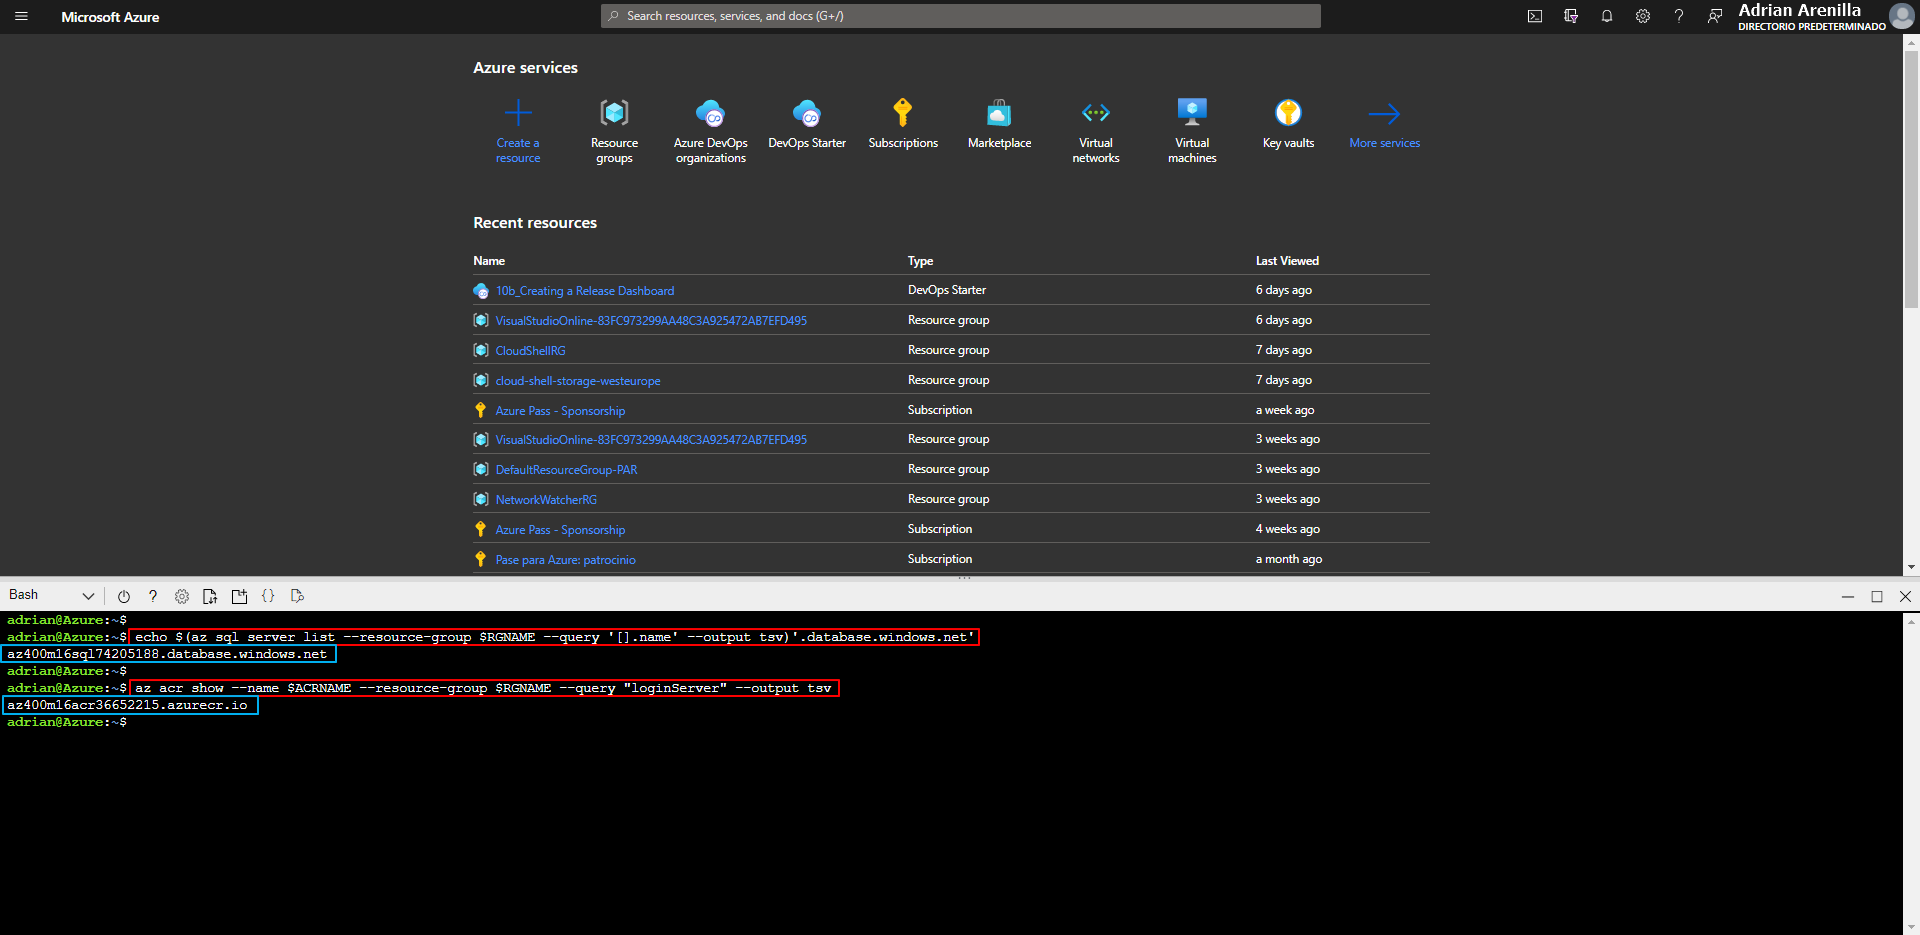 Microsoft Azure
Search resources, services, and docs (G+/)
Adrian Arenilla
DIRECTORIO PREDETERMINADO
Azure services
Create a resource
Resource groups
Azure DevOps organizations
DevOps Starter
Subscriptions
Marketplace
Virtual networks
Virtual machines
Key vaults
More services
Recent resources
Name Type Last Viewed
10b_Creating a Release Dashboard DevOps Starter 6 days ago
VisualStudioOnline-83FC973299AA48C3A925472AB7EFD495 Resource group 6 days ago
CloudShellRG Resource group 7 days ago
cloud-shell-storage-westeurope Resource group 7 days ago
Azure Pass - Sponsorship Subscription a week ago
VisualStudioOnline-83FC973299AA48C3A925472AB7EFD495 Resource group 3 weeks ago
DefaultResourceGroup-PAR Resource group 3 weeks ago
NetworkWatcherRG Resource group 3 weeks ago
Azure Pass - Sponsorship Subscription 4 weeks ago
Pase para Azure: patrocinio Subscription a month ago
Bash
adrian@Azure:~$
adrian@Azure:~$ echo $(az sql server list --resource-group $RGNAME --query '[].name' --output tsv)'.database.windows.net'
az400m16sql74205188.database.windows.net
adrian@Azure:~$
adrian@Azure:~$ az acr show --name $ACRNAME --resource-group $RGNAME --query "loginServer" --output tsv
az400m16acr36652215.azurecr.io
adrian@Azure:~$